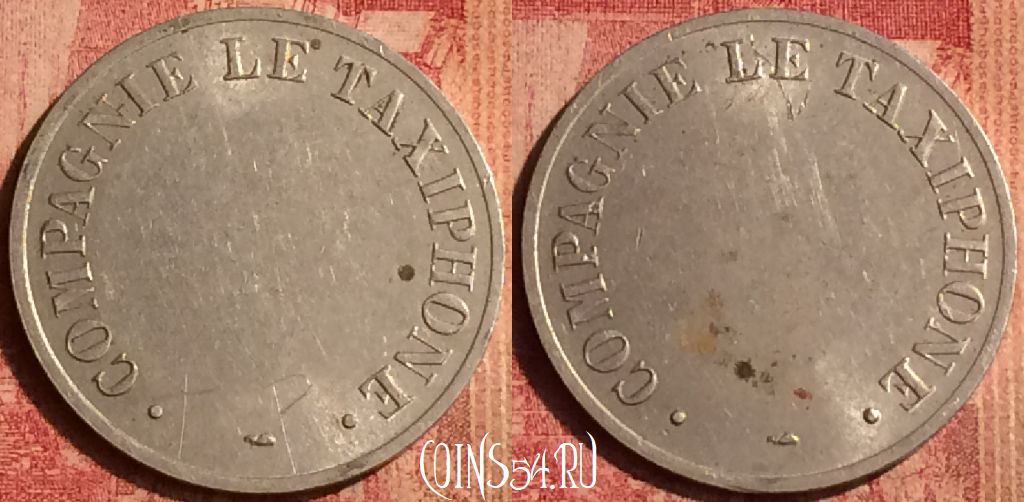 · COMPAGNIE LE TAXIPHONE ·
· COMPAGNIE LE TAXIPHONE ·
COINS54.RU